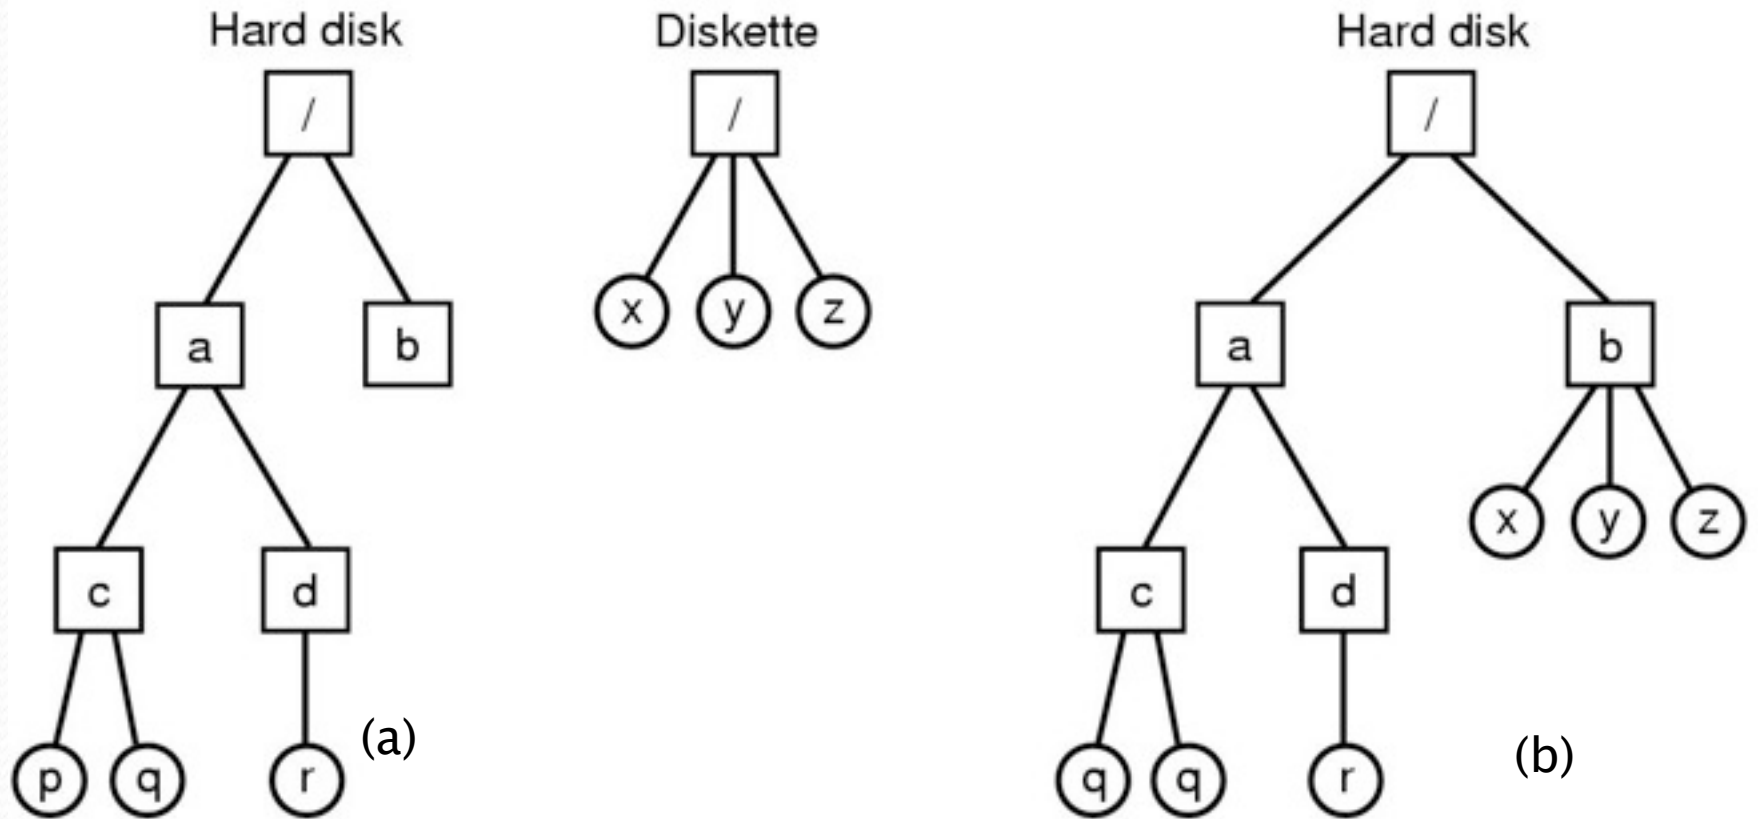 Hard disk Diskette Hard disk
/ / /
x y z
a b a b
x y z
c d c d
(a) (b)
p q r q q r